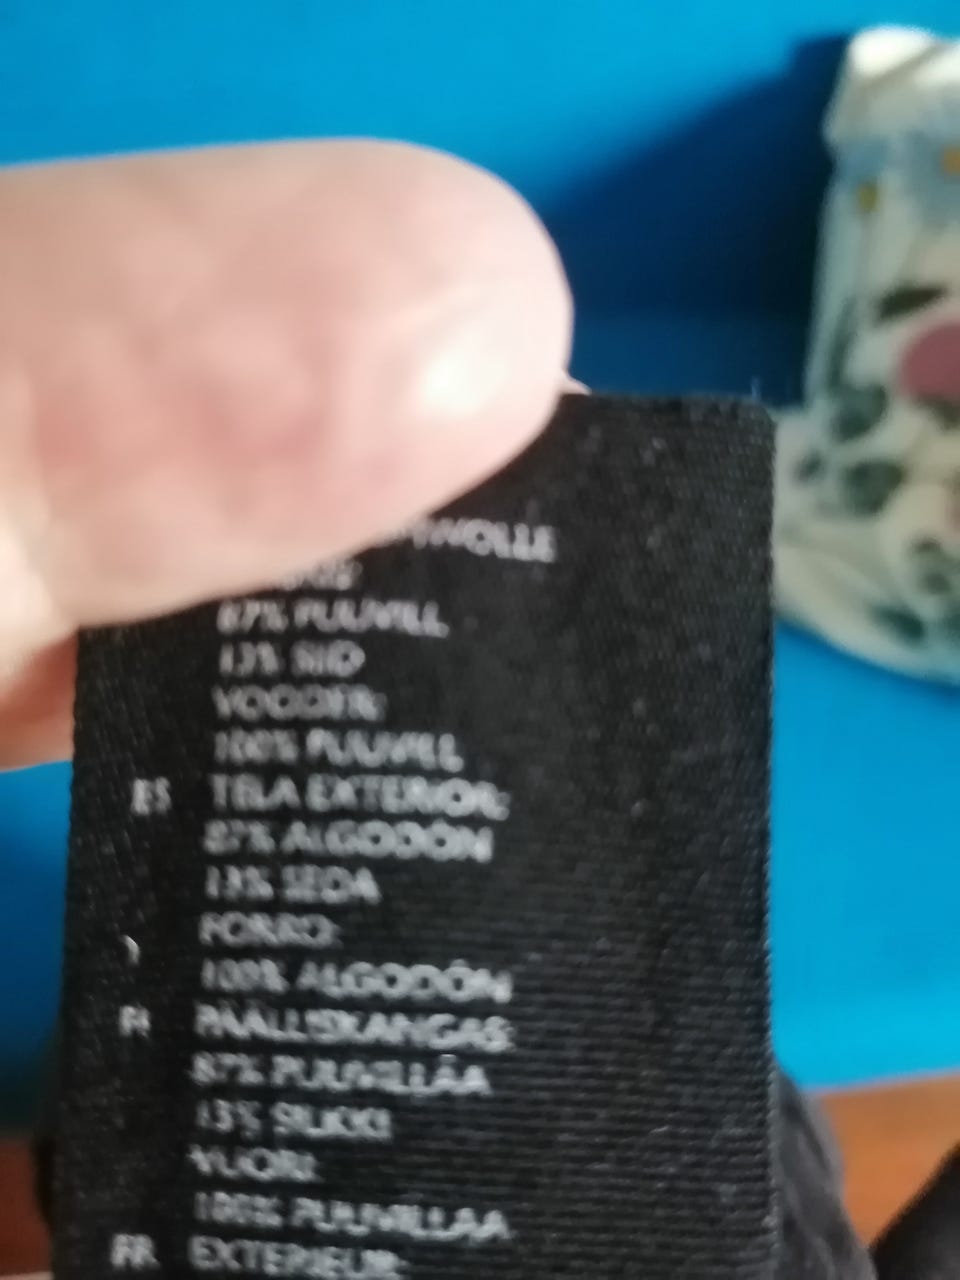 87% PUUVILL
13% SIID
VOODER:
100% PUUVILL
ES TELA EXTERIOR:
87% ALGODÓN
13% SEDA
FORRO:
100% ALGODÓN
FI PÄÄLLISKANGAS:
87% PUUVILLAA
13% SILKKI
VUORI:
100% PUUVILLAA
FR EXTERIEUR: